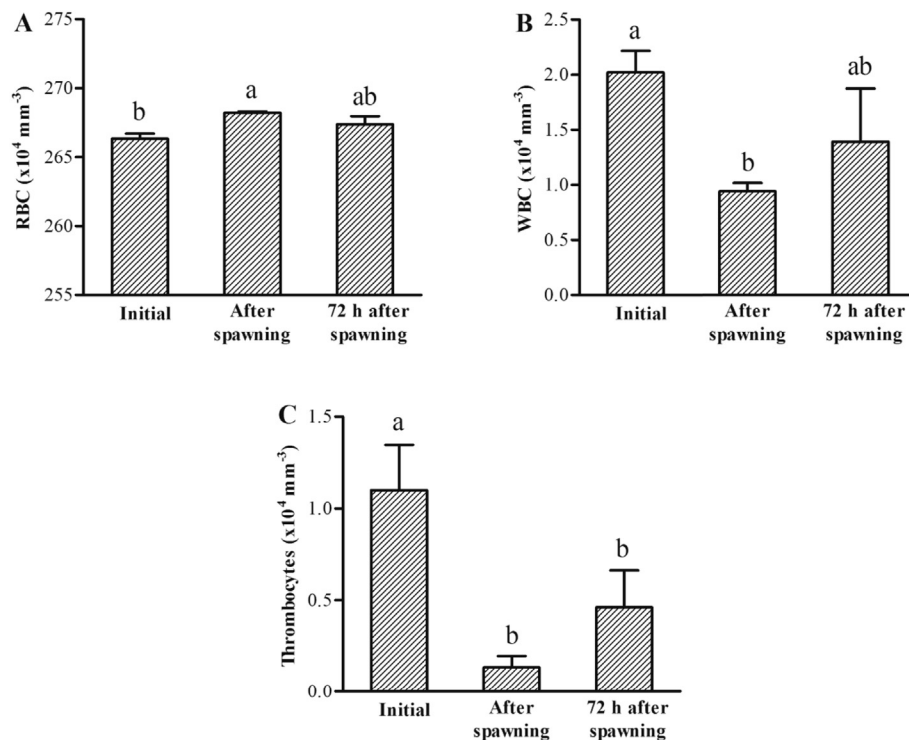 A
RBC (x10⁴ mm⁻³)
275
270
265
260
255
b
a
ab
Initial
After
spawning
72 h after
spawning
B
WBC (x10⁴ mm⁻³)
2.5
2.0
1.5
1.0
0.5
0.0
a
b
ab
Initial
After
spawning
72 h after
spawning
C
Thrombocytes (x10⁴ mm⁻³)
1.5
1.0
0.5
0.0
a
b
b
Initial
After
spawning
72 h after
spawning